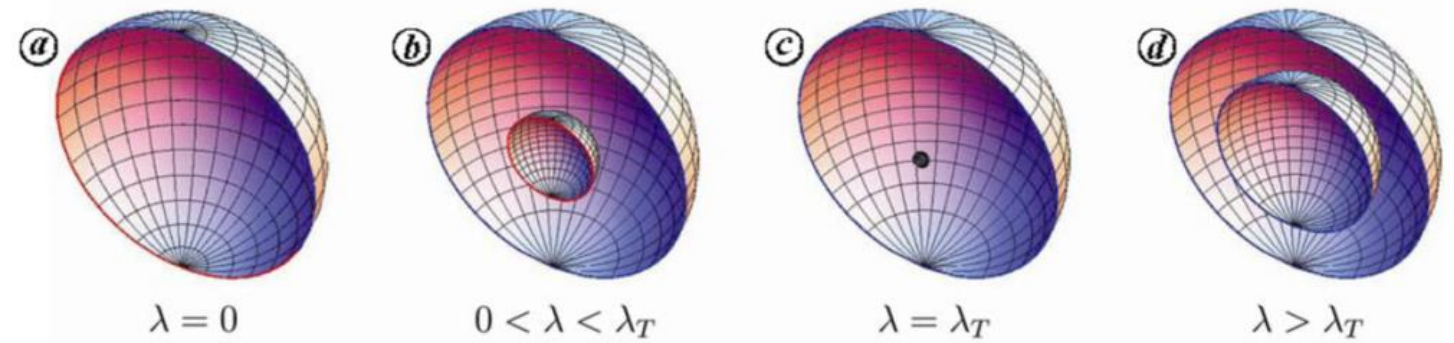 a b c d
λ = 0 0 < λ < λ_T λ = λ_T λ > λ_T